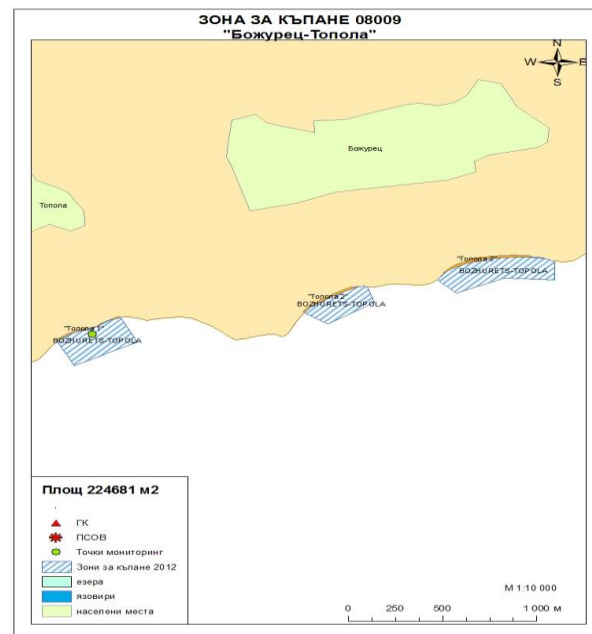 ЗОНА ЗА КЪПАНЕ 08009
"Божурец-Топола"
N
W E
S
Божурец
Топола
"Топола 3"
BOZHURETS-TOPOLA
"Топола 2"
BOZHURETS-TOPOLA
"Топола 1"
BOZHURETS-TOPOLA
Площ 224681 м2
ГК
ПСОВ
Точки мониторинг
Зони за къпане 2012
езера
язовири
населени места
М 1:10 000
0 250 500 1 000 м